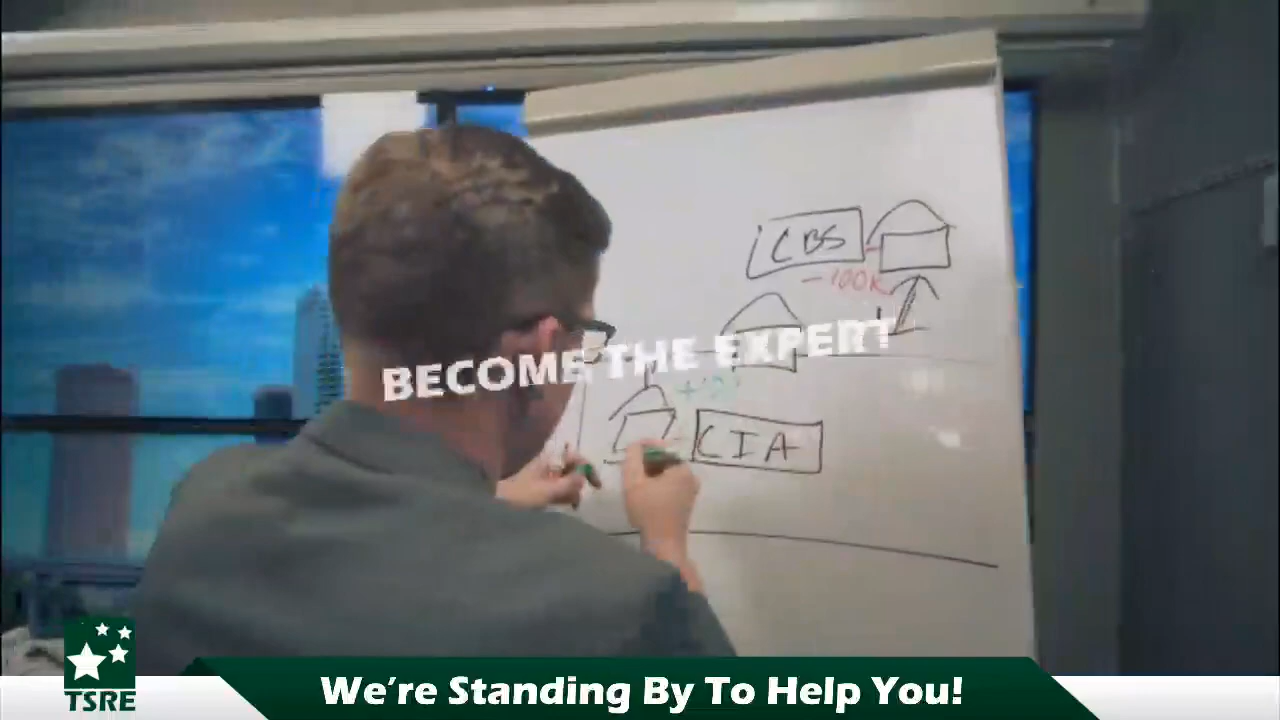 CBS
-100K
BECOME THE EXPERT
CIA
TSRE
We're Standing By To Help You!